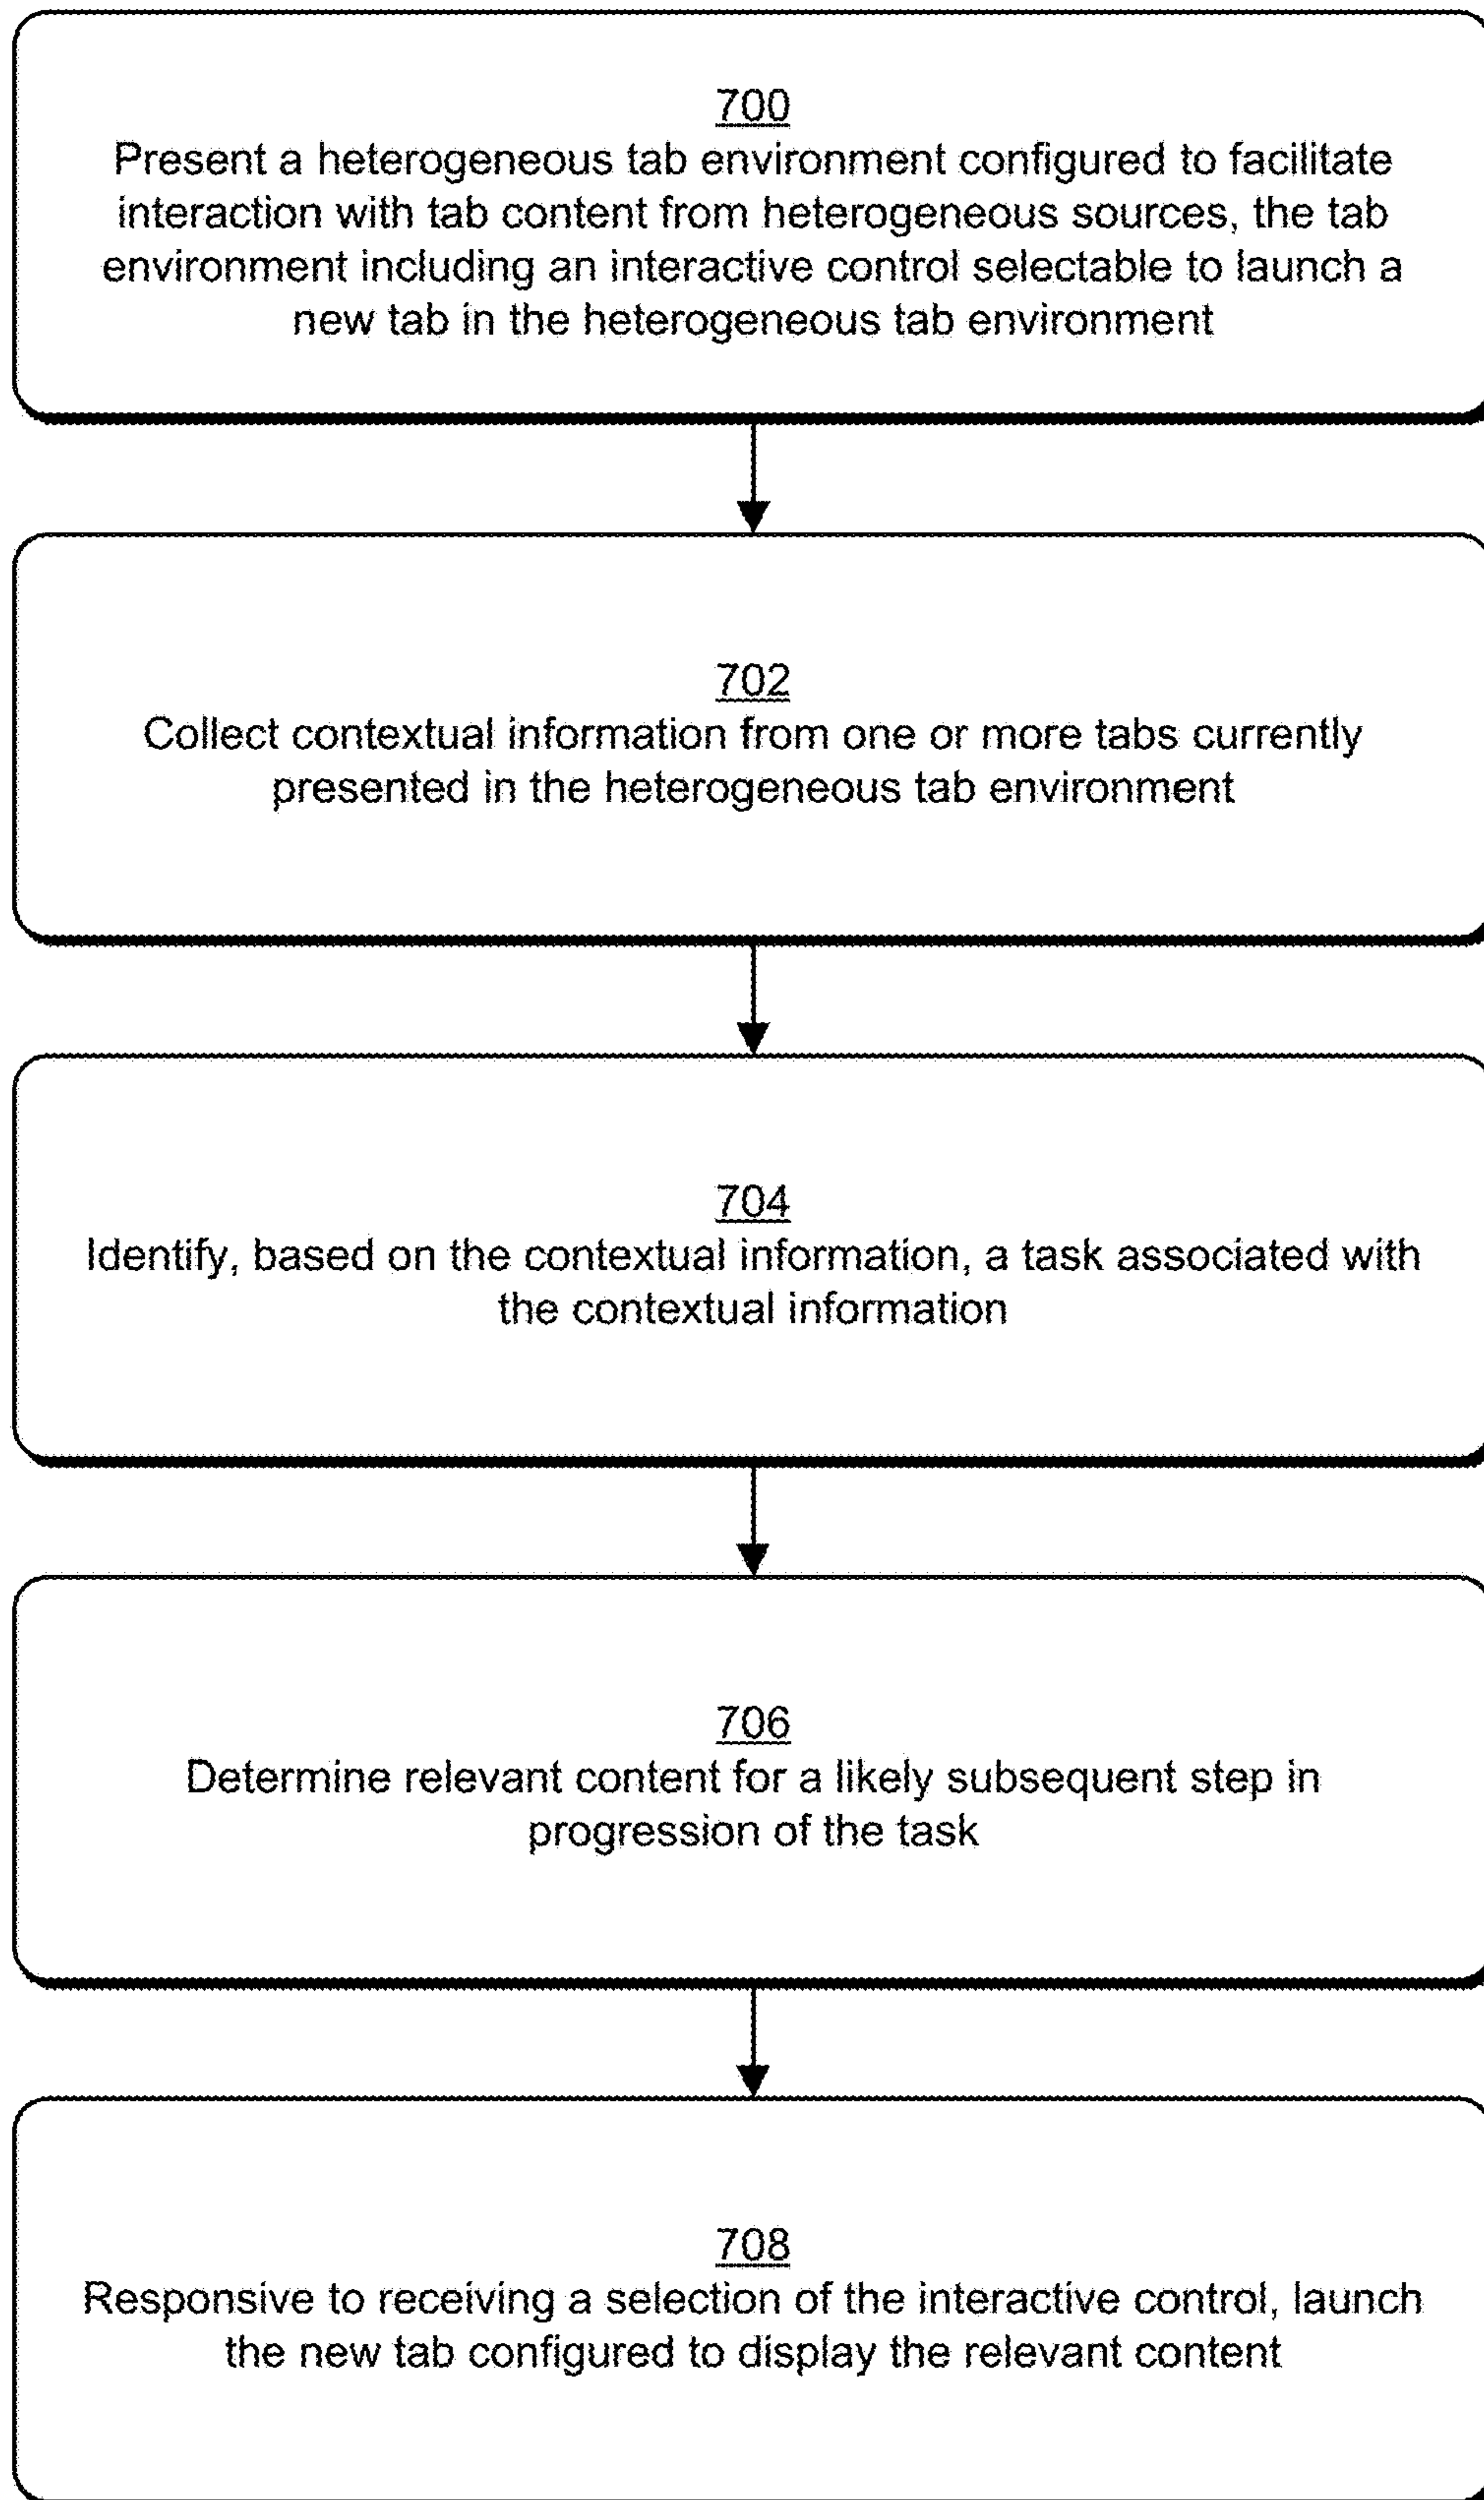 700
Present a heterogeneous tab environment configured to facilitate
interaction with tab content from heterogeneous sources, the tab
environment including an interactive control selectable to launch a
new tab in the heterogeneous tab environment
702
Collect contextual information from one or more tabs currently
presented in the heterogeneous tab environment
704
Identify, based on the contextual information, a task associated with
the contextual information
706
Determine relevant content for a likely subsequent step in
progression of the task
708
Responsive to receiving a selection of the interactive control, launch
the new tab configured to display the relevant content